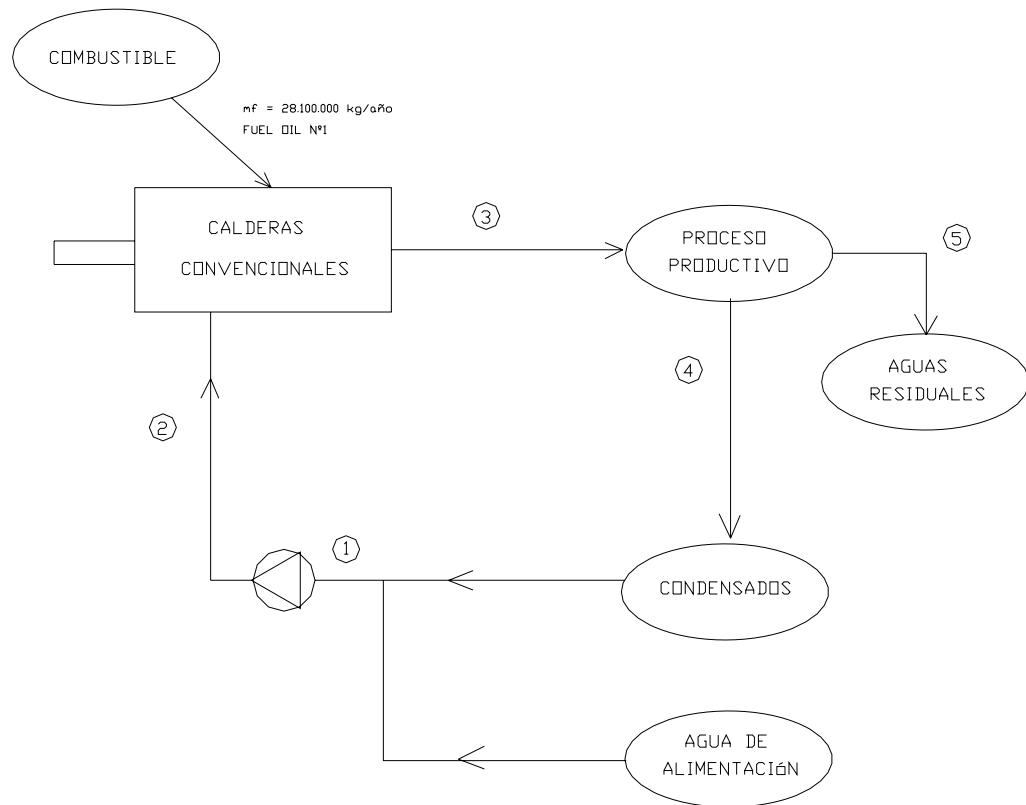 COMBUSTIBLE
mf = 28.100.000 kg/año
FUEL OIL Nº1
CALDERAS
CONVENCIONALES
3
PROCESO
PRODUCTIVO
5
4
AGUAS
RESIDUALES
2
1
CONDENSADOS
AGUA DE
ALIMENTACIóN